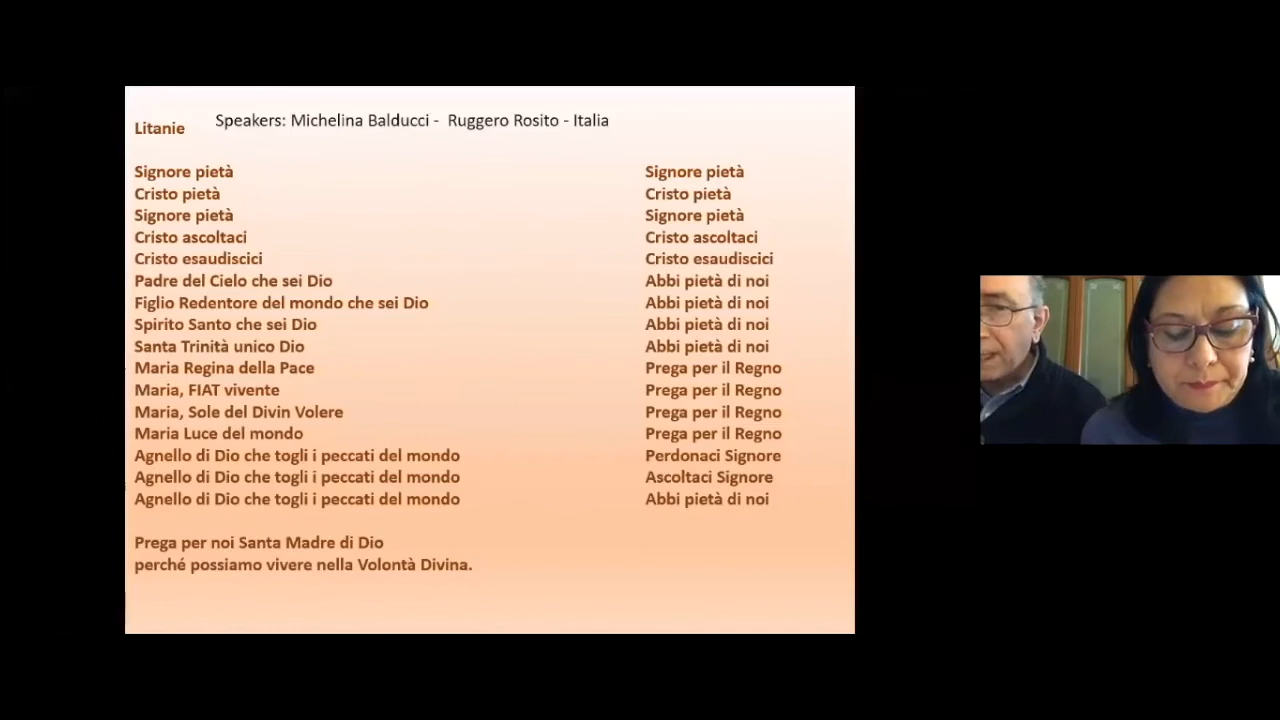 Litanie Speakers: Michelina Balducci - Ruggero Rosito - Italia
Signore pietà Signore pietà
Cristo pietà Cristo pietà
Signore pietà Signore pietà
Cristo ascoltaci Cristo ascoltaci
Cristo esaudiscici Cristo esaudiscici
Padre del Cielo che sei Dio Abbi pietà di noi
Figlio Redentore del mondo che sei Dio Abbi pietà di noi
Spirito Santo che sei Dio Abbi pietà di noi
Santa Trinità unico Dio Abbi pietà di noi
Maria Regina della Pace Prega per il Regno
Maria, FIAT vivente Prega per il Regno
Maria, Sole del Divin Volere Prega per il Regno
Maria Luce del mondo Prega per il Regno
Agnello di Dio che togli i peccati del mondo Perdonaci Signore
Agnello di Dio che togli i peccati del mondo Ascoltaci Signore
Agnello di Dio che togli i peccati del mondo Abbi pietà di noi
Prega per noi Santa Madre di Dio
perché possiamo vivere nella Volontà Divina.